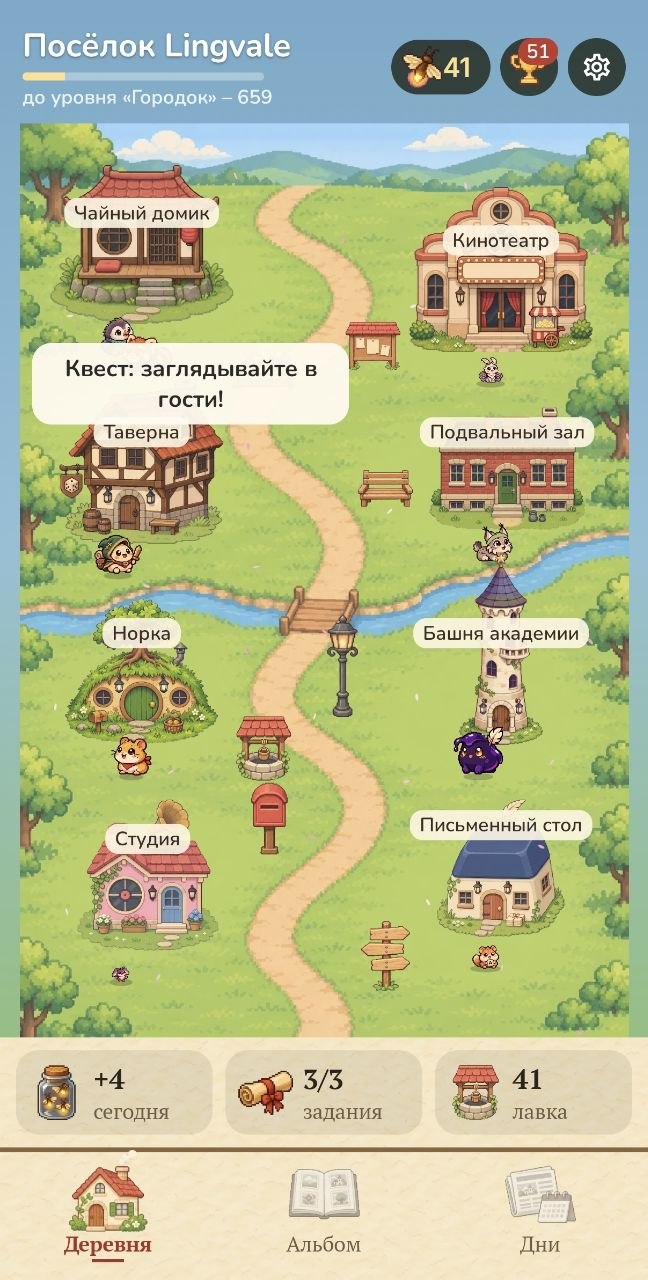 Посёлок Lingvale
до уровня «Городок» – 659
41
51
Чайный домик
Кинотеатр
Квест: заглядывайте в
гости!
Таверна
Подвальный зал
Норка
Башня академии
Студия
Письменный стол
+4
сегодня
3/3
задания
41
лавка
Деревня
Альбом
Дни